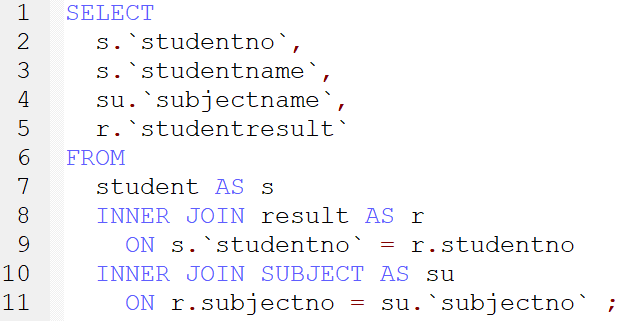 1 SELECT
2 s.`studentno`,
3 s.`studentname`,
4 su.`subjectname`,
5 r.`studentresult`
6 FROM
7 student AS s
8 INNER JOIN result AS r
9 ON s.`studentno` = r.studentno
10 INNER JOIN SUBJECT AS su
11 ON r.subjectno = su.`subjectno` ;